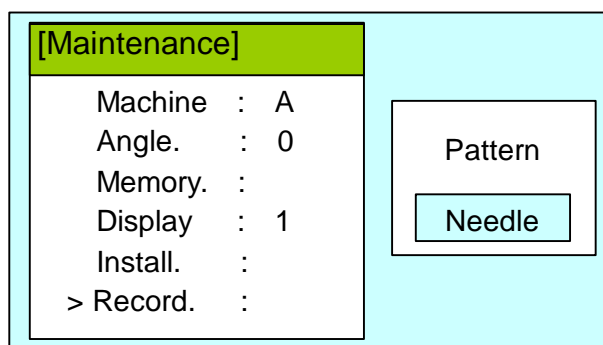 [Maintenance]
Machine : A
Angle. : 0
Memory. :
Display : 1
Install. :
> Record. :
Pattern
Needle